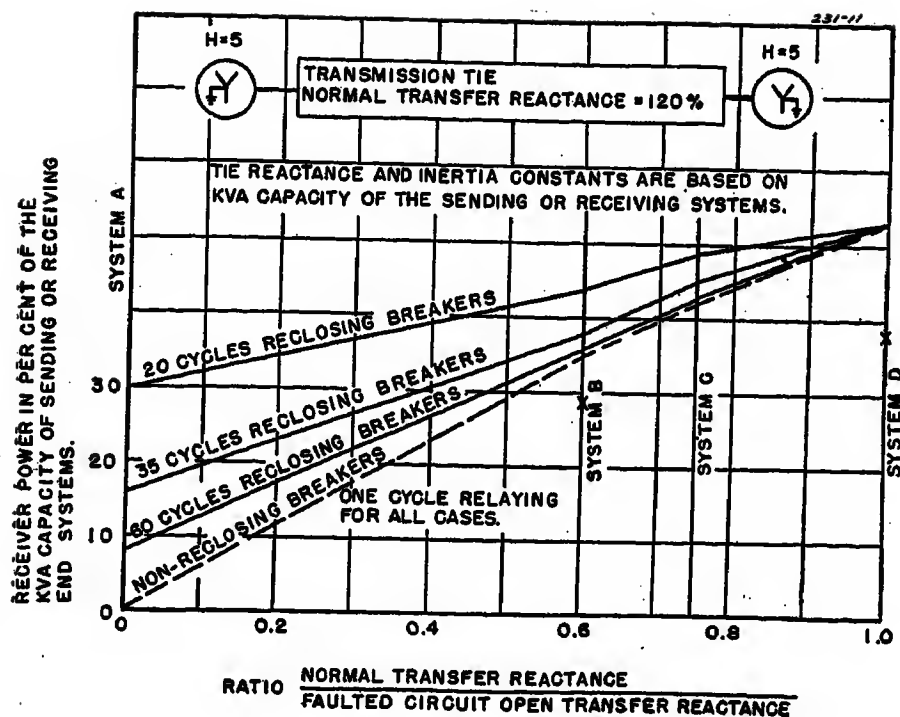 231-11
H=5
H=5
TRANSMISSION TIE
NORMAL TRANSFER REACTANCE =120%
TIE REACTANCE AND INERTIA CONSTANTS ARE BASED ON
KVA CAPACITY OF THE SENDING OR RECEIVING SYSTEMS.
RECEIVER POWER IN PER CENT OF THE
KVA CAPACITY OF SENDING OR RECEIVING
END SYSTEMS.
SYSTEM A
30
20
10
0
20 CYCLES RECLOSING BREAKERS
35 CYCLES RECLOSING BREAKERS
60 CYCLES RECLOSING BREAKERS
NON-RECLOSING BREAKERS
ONE CYCLE RELAYING
FOR ALL CASES.
SYSTEM B
SYSTEM C
SYSTEM D
0 0.2 0.4 0.6 0.8 1.0
RATIO NORMAL TRANSFER REACTANCE
FAULTED CIRCUIT OPEN TRANSFER REACTANCE